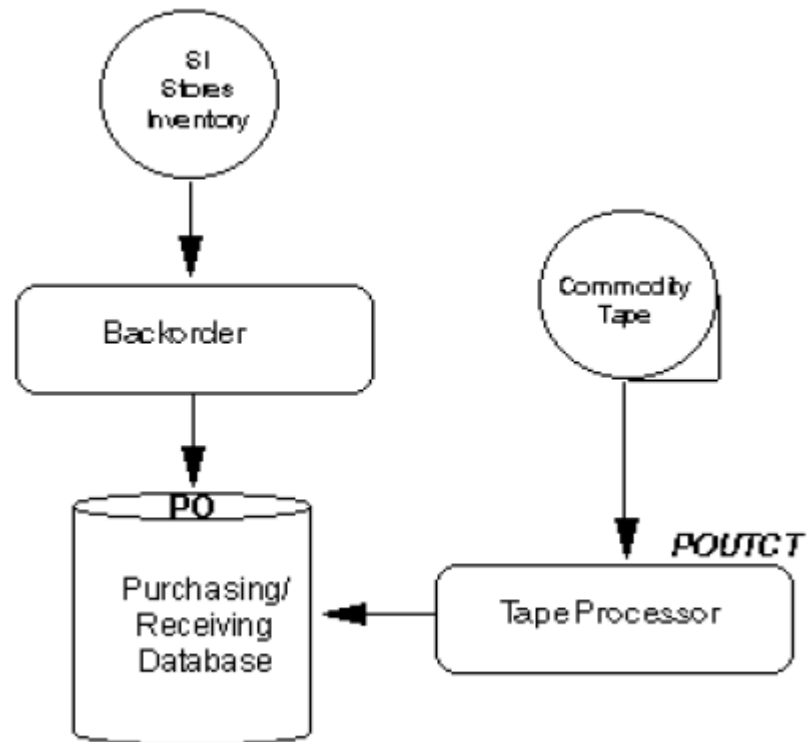 SI
Stores
Inventory
Backorder
Commodity
Tape
PO
Purchasing/
Receiving
Database
POUTCT
Tape Processor